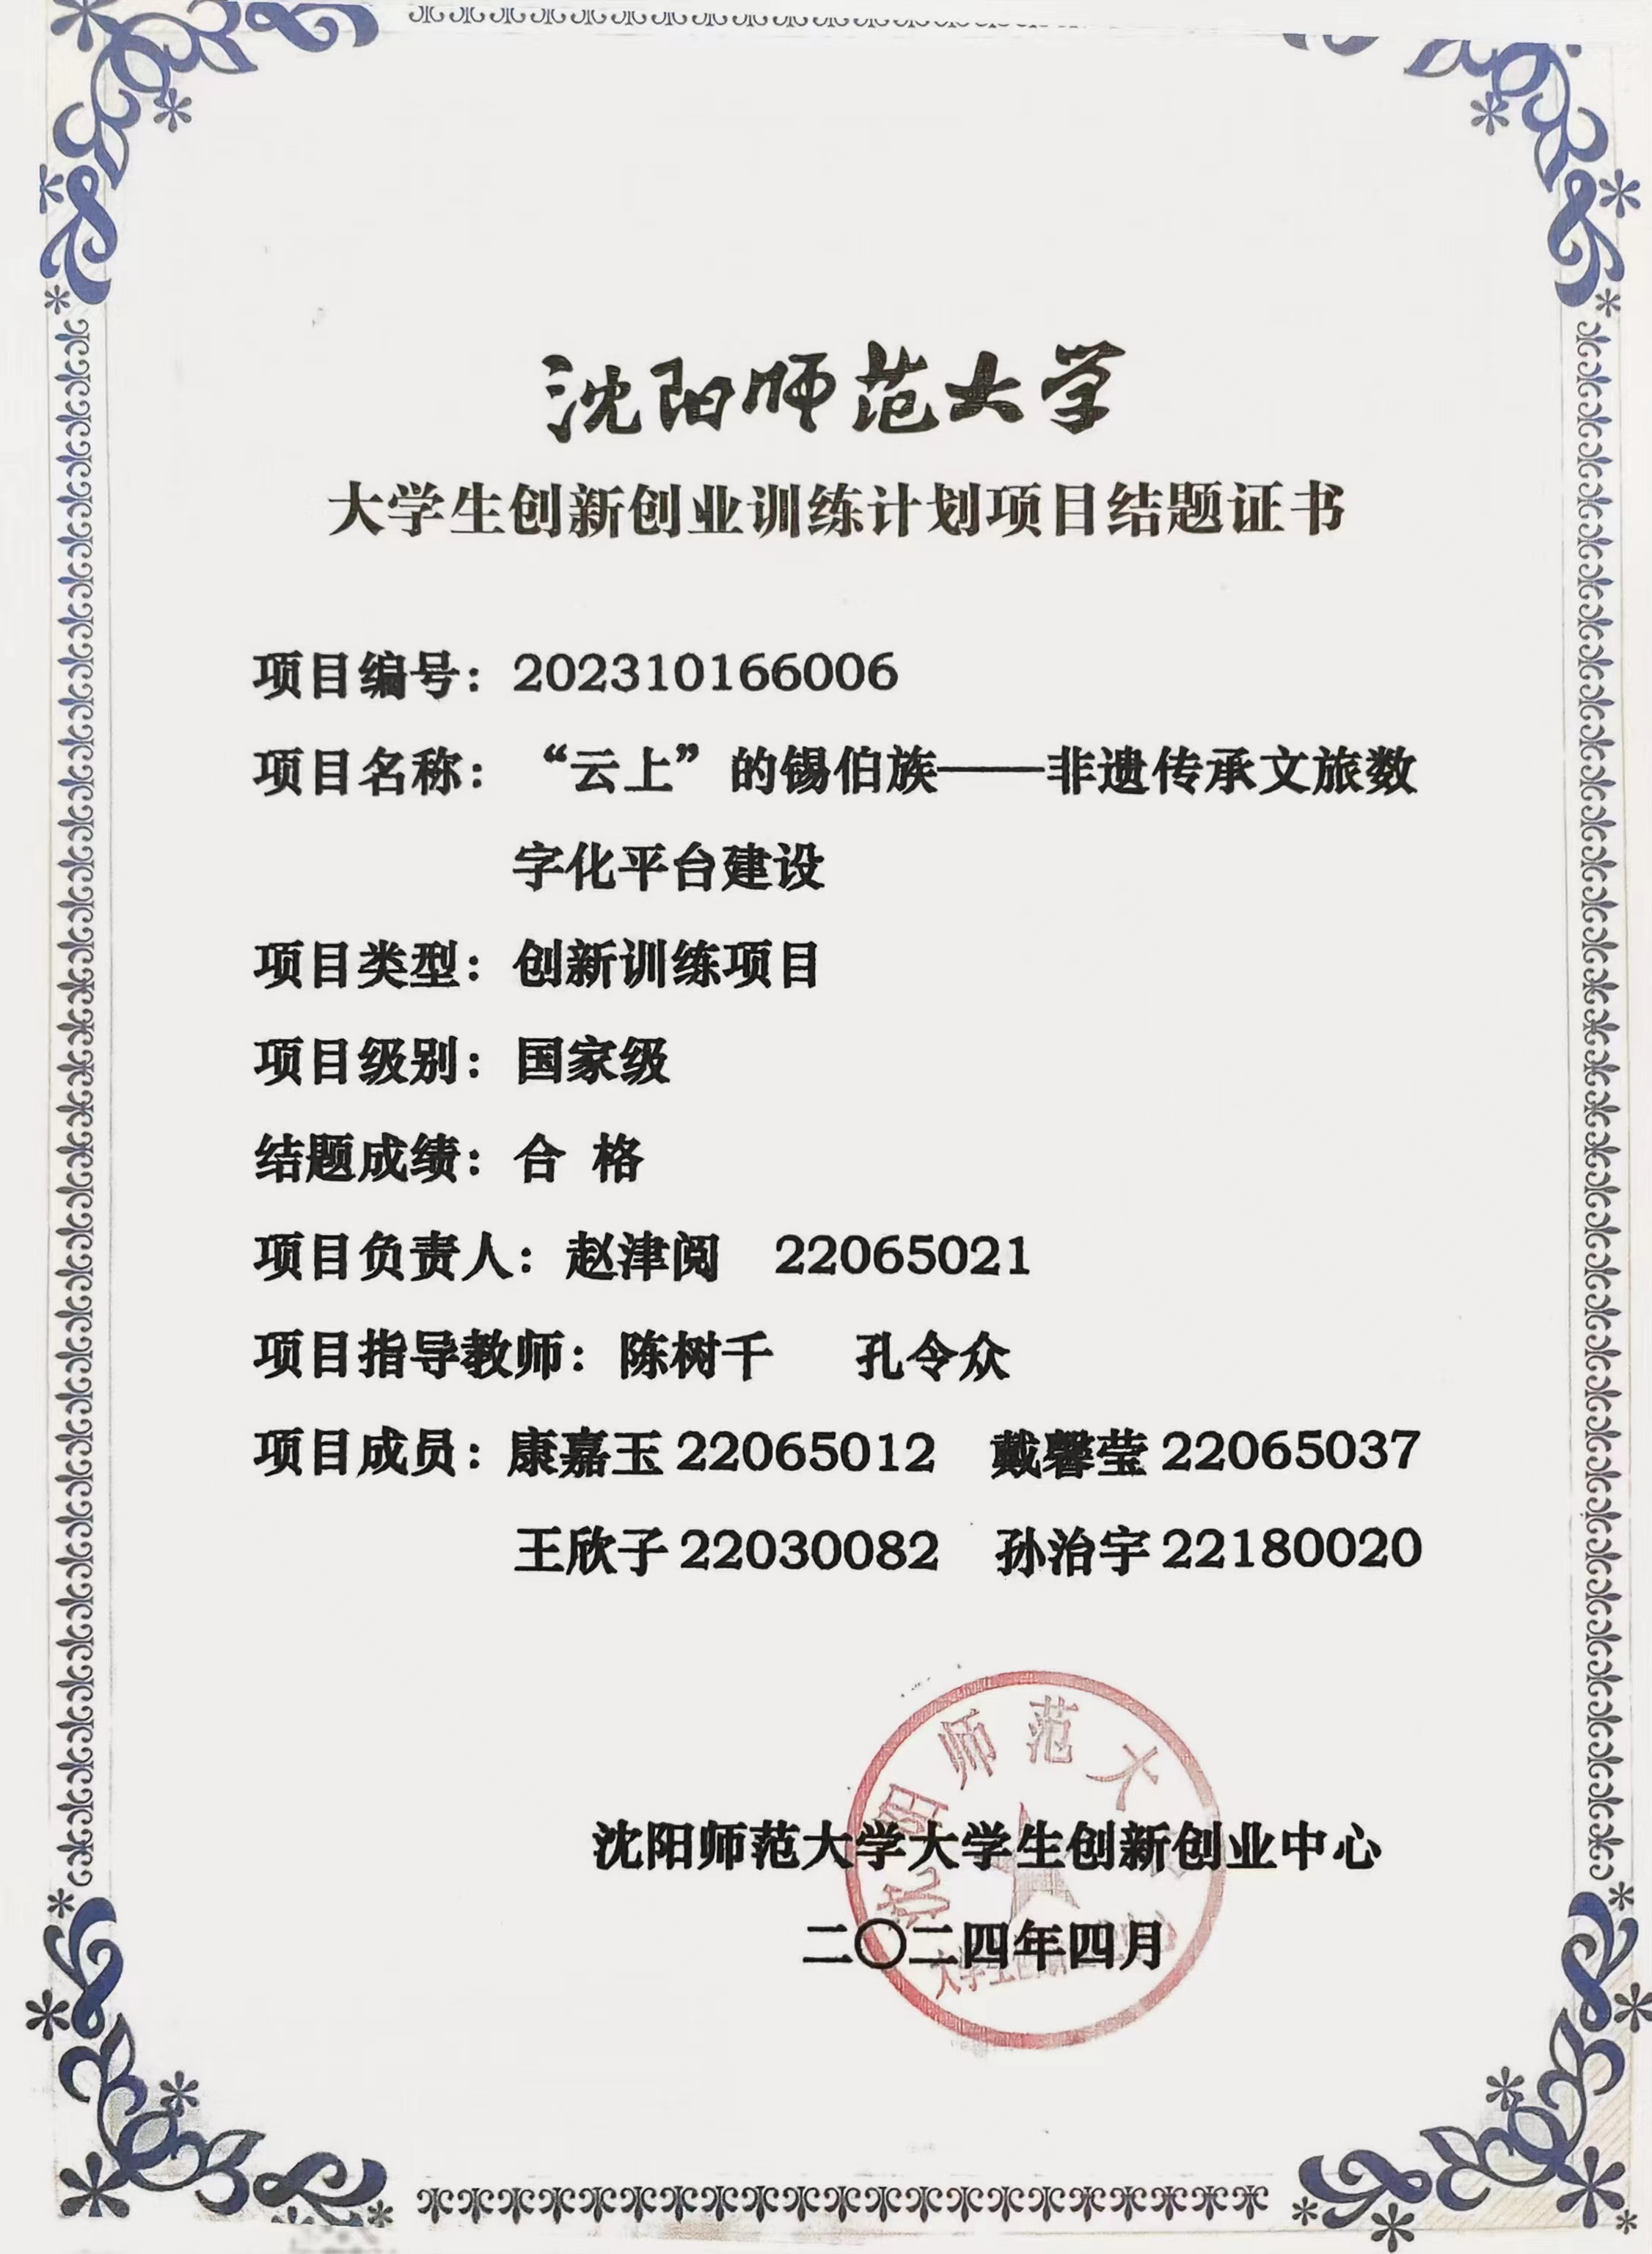 沈阳师范大学
大学生创新创业训练计划项目结题证书
项目编号：202310166006
项目名称：“云上”的锡伯族——非遗传承文旅数
字化平台建设
项目类型：创新训练项目
项目级别：国家级
结题成绩：合 格
项目负责人：赵津阅 22065021
项目指导教师：陈树千 孔令众
项目成员：康嘉玉 22065012 戴馨莹 22065037
王欣子 22030082 孙治宇 22180020
沈阳师范大学大学生创新创业中心
二〇二四年四月
沈阳师范大